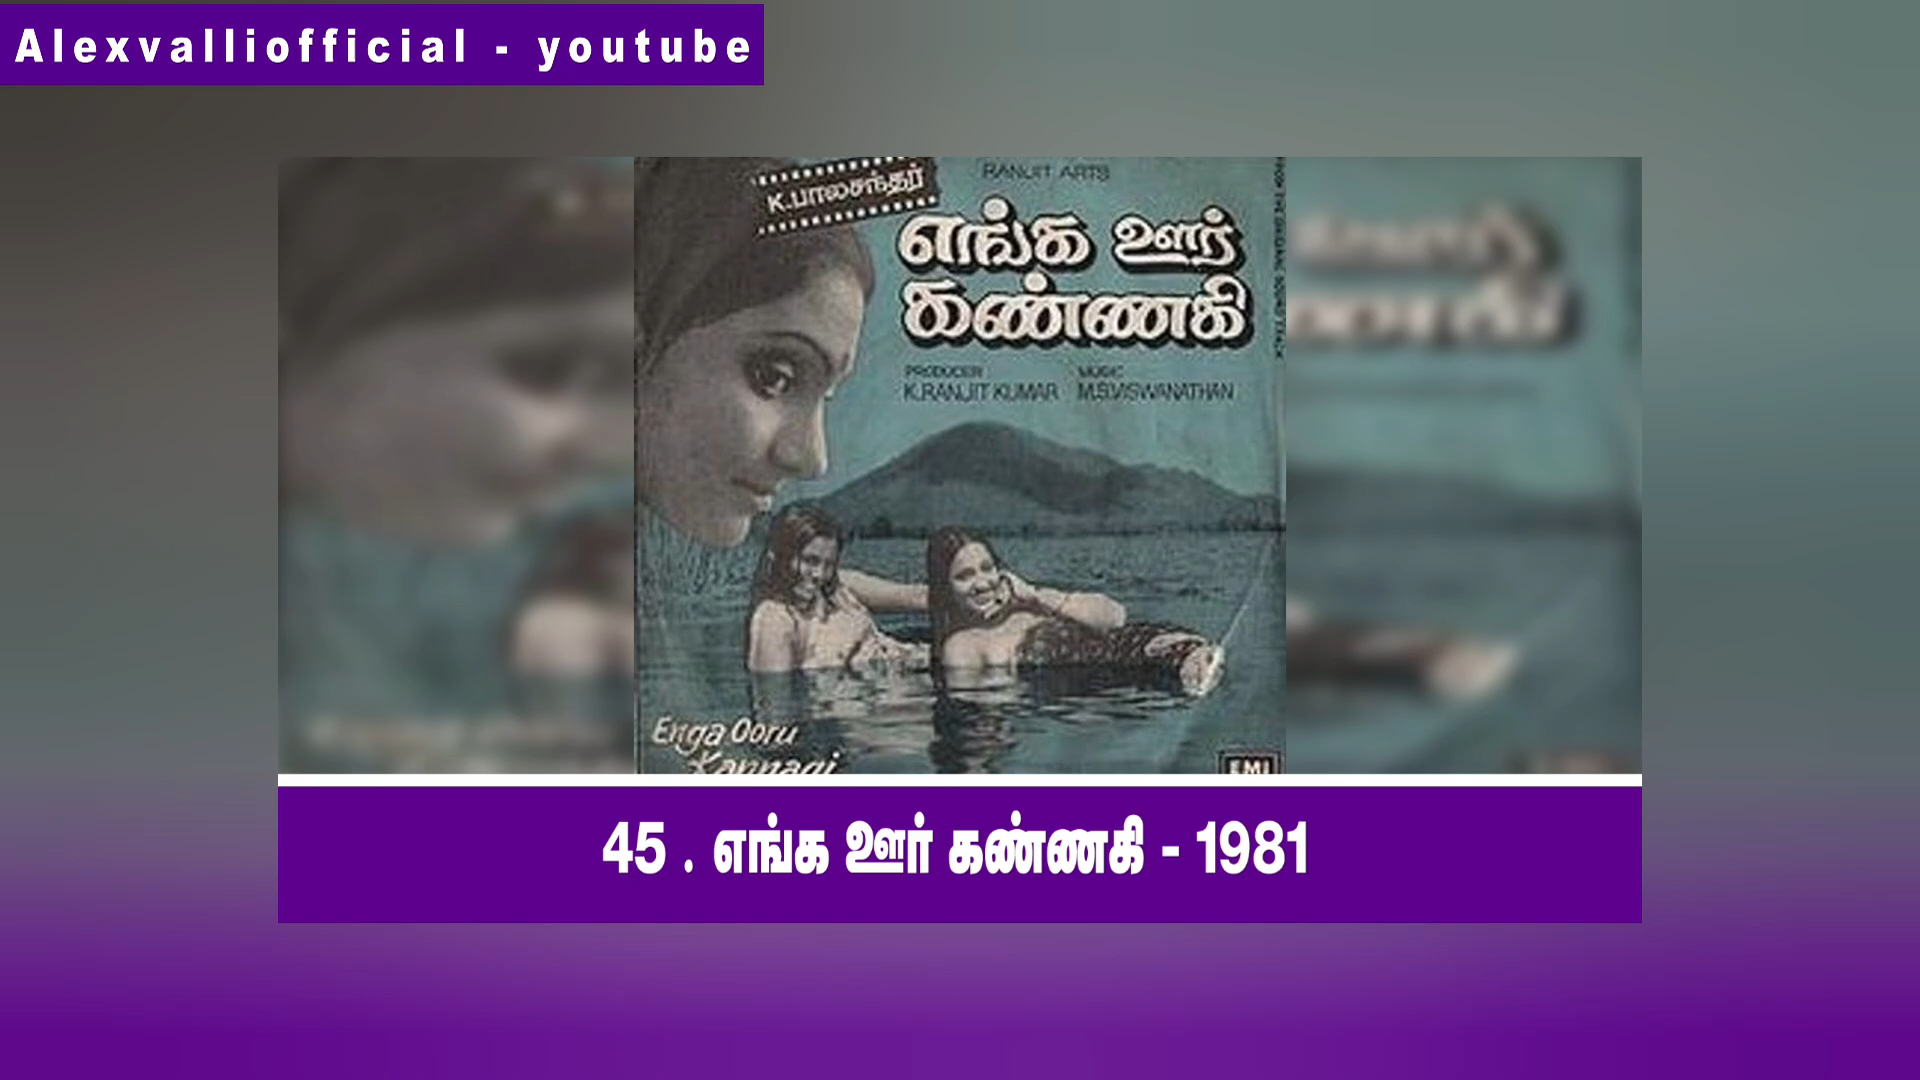 Alexvalliofficial - youtube
K.பாலசந்தர்
RANJIT ARTS
எங்க ஊர்
கண்ணகி
PRODUCER
K.RANJIT KUMAR
MUSIC
M.S.VISWANATHAN
Enga Ooru
Kannagi
EMI
45 . எங்க ஊர் கண்ணகி - 1981